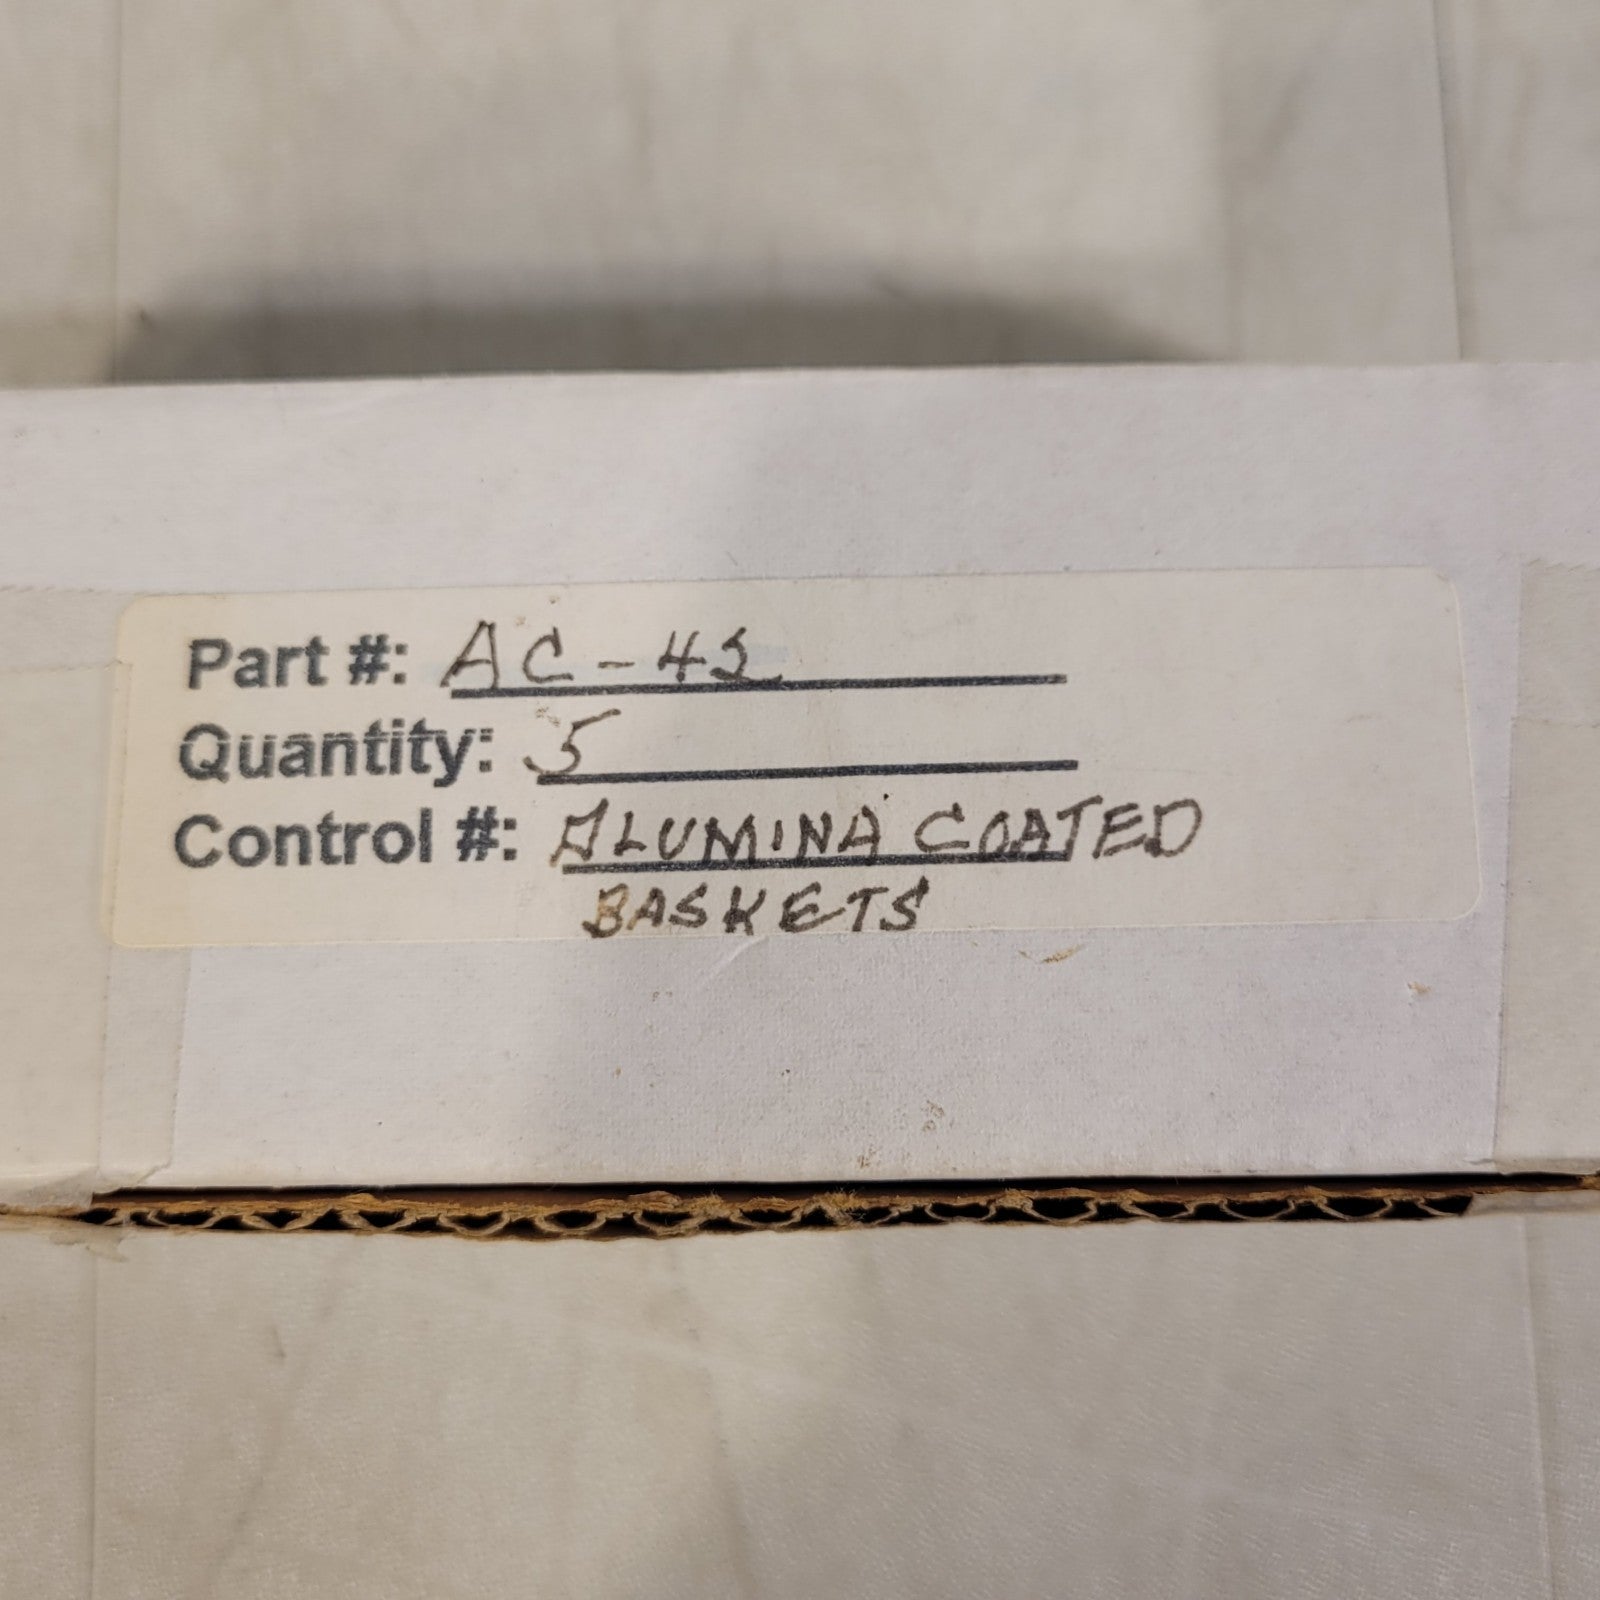 Part #: AC-42
Quantity: 5
Control #: ALUMINA COATED
BASKETS